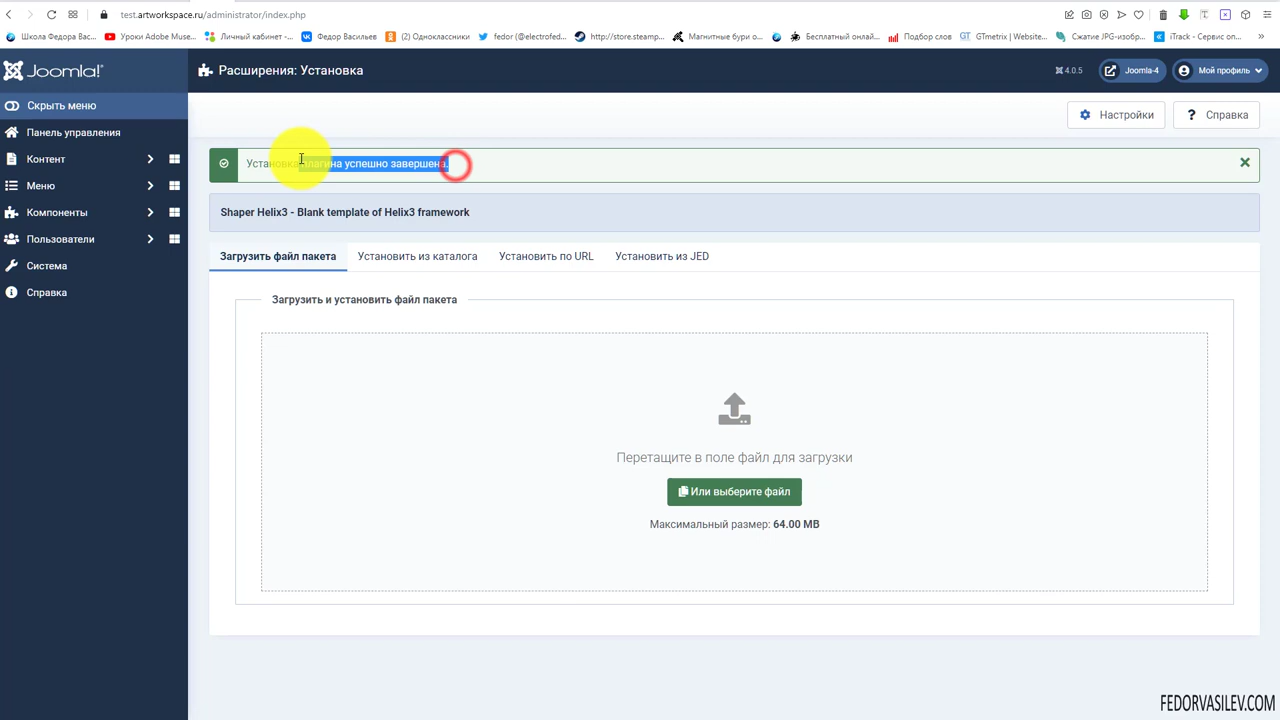 test.artworkspace.ru/administrator/index.php
Школа Федора Вас...
Уроки Adobe Muse...
Личный кабинет -...
Федор Васильев
(2) Одноклассники
fedor (@electrofed...
http://store.steamp...
Магнитные бури о...
Бесплатный онлай...
Подбор слов
GTmetrix | Website...
Сжатие JPG-изобр...
iTrack - Сервис оп...
Joomla!
Расширения: Установка
4.0.5
Joomla-4
Мой профиль
Скрыть меню
Панель управления
Контент
Меню
Компоненты
Пользователи
Система
Справка
Настройки
Справка
Установка плагина успешно завершена.
Shaper Helix3 - Blank template of Helix3 framework
Загрузить файл пакета
Установить из каталога
Установить по URL
Установить из JED
Загрузить и установить файл пакета
Перетащите в поле файл для загрузки
Или выберите файл
Максимальный размер: 64.00 MB
FEDORVASILEV.COM